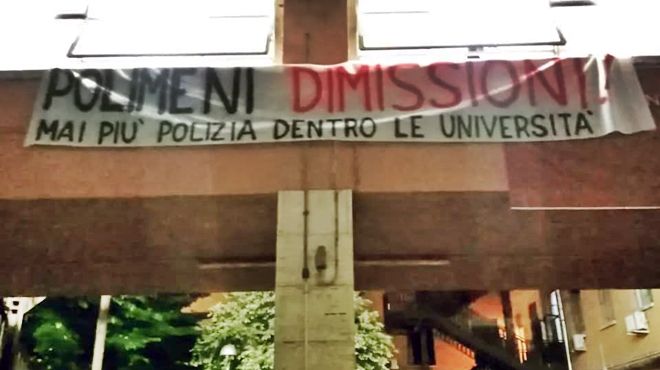 POLIMENI DIMISSIONI!
MAI PIU' POLIZIA DENTRO LE UNIVERSITÀ